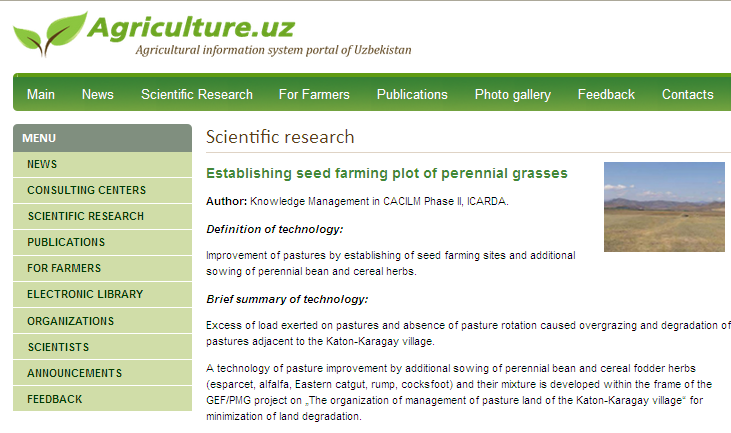 Agriculture.uz
Agricultural information system portal of Uzbekistan
Main News Scientific Research For Farmers Publications Photo gallery Feedback Contacts
MENU
NEWS
CONSULTING CENTERS
SCIENTIFIC RESEARCH
PUBLICATIONS
FOR FARMERS
ELECTRONIC LIBRARY
ORGANIZATIONS
SCIENTISTS
ANNOUNCEMENTS
FEEDBACK
Scientific research
Establishing seed farming plot of perennial grasses
Author: Knowledge Management in CACILM Phase II, ICARDA.
Definition of technology:
Improvement of pastures by establishing of seed farming sites and additional
sowing of perennial bean and cereal herbs.
Brief summary of technology:
Excess of load exerted on pastures and absence of pasture rotation caused overgrazing and degradation of
pastures adjacent to the Katon-Karagay village.
A technology of pasture improvement by additional sowing of perennial bean and cereal fodder herbs
(esparcet, alfalfa, Eastern catgut, rump, cocksfoot) and their mixture is developed within the frame of the
GEF/PMG project on „The organization of management of pasture land of the Katon-Karagay village“ for
minimization of land degradation.